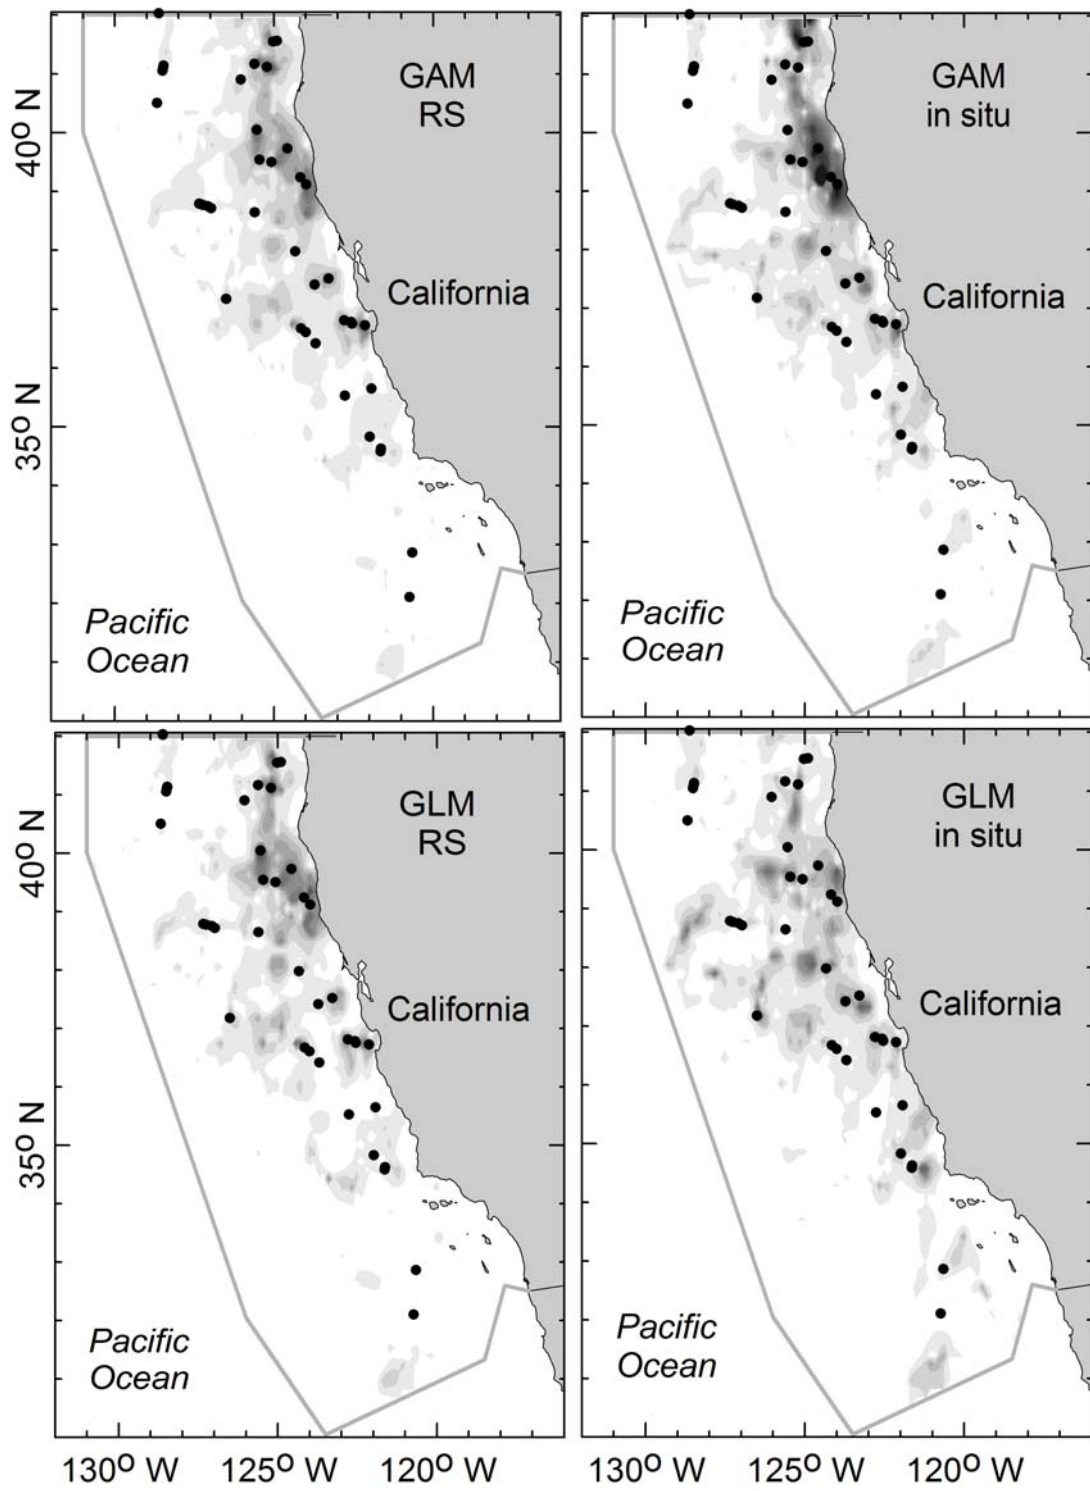 GAM
RS
40° N
California
35° N
Pacific
Ocean
GAM
in situ
California
Pacific
Ocean
GLM
RS
40° N
California
35° N
Pacific
Ocean
130° W
125° W
120° W
GLM
in situ
California
Pacific
Ocean
130° W
125° W
120° W